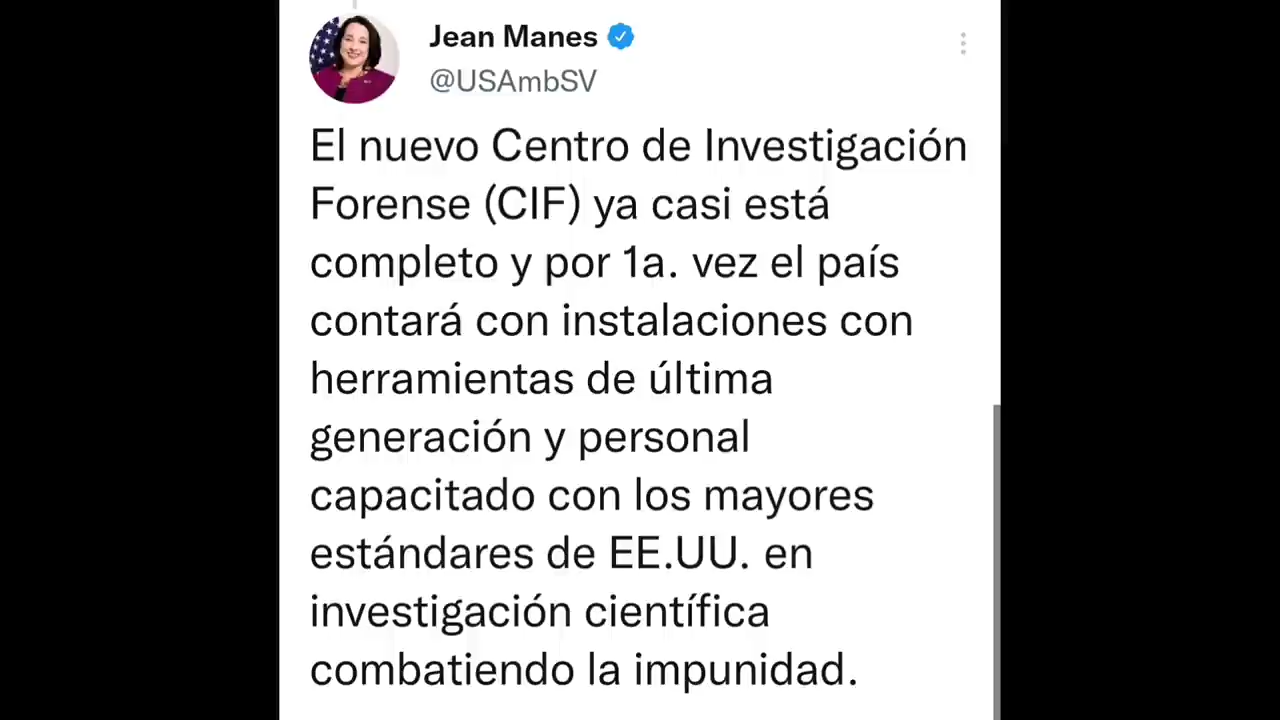 Jean Manes
@USAmbSV
El nuevo Centro de Investigación
Forense (CIF) ya casi está
completo y por 1a. vez el país
contará con instalaciones con
herramientas de última
generación y personal
capacitado con los mayores
estándares de EE.UU. en
investigación científica
combatiendo la impunidad.